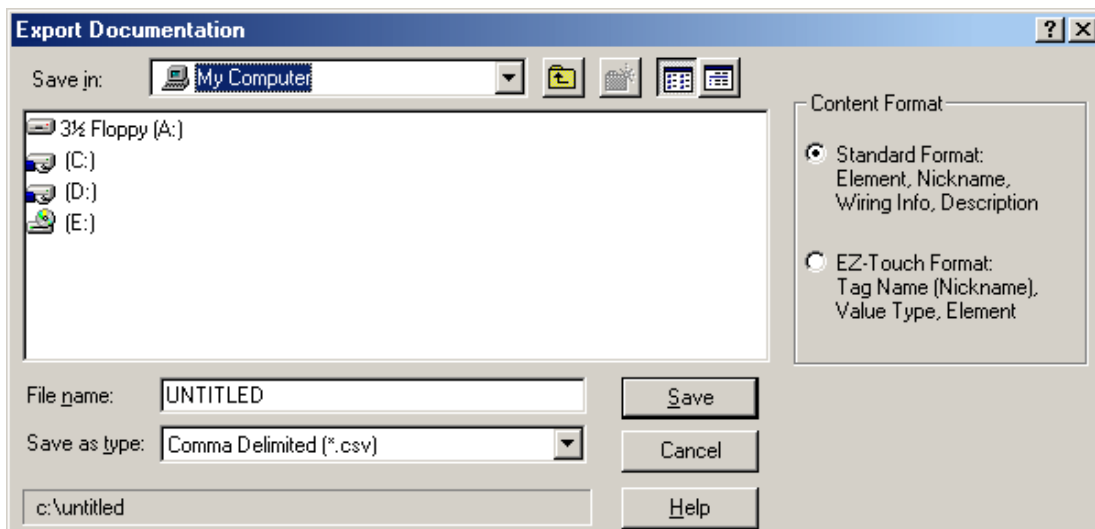 Export Documentation
Save in:
My Computer
3½ Floppy (A:)
(C:)
(D:)
(E:)
Content Format
Standard Format:
Element, Nickname,
Wiring Info, Description
EZ-Touch Format:
Tag Name (Nickname),
Value Type, Element
File name:
UNTITLED
Save
Save as type:
Comma Delimited (*.csv)
Cancel
c:\untitled
Help